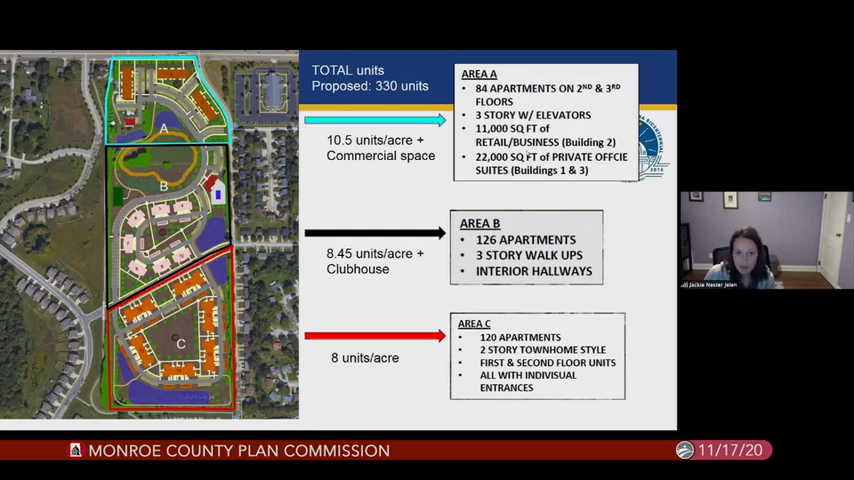 TOTAL units
Proposed: 330 units
A
B
C
10.5 units/acre +
Commercial space
8.45 units/acre +
Clubhouse
8 units/acre
AREA A
• 84 APARTMENTS ON 2ND & 3RD
FLOORS
• 3 STORY W/ ELEVATORS
• 11,000 SQ FT of
RETAIL/BUSINESS (Building 2)
• 22,000 SQ FT of PRIVATE OFFCIE
SUITES (Buildings 1 & 3)
AREA B
• 126 APARTMENTS
• 3 STORY WALK UPS
• INTERIOR HALLWAYS
AREA C
• 120 APARTMENTS
• 2 STORY TOWNHOME STYLE
• FIRST & SECOND FLOOR UNITS
• ALL WITH INDIVISUAL
ENTRANCES
BICENTENNIAL
Jackie Nester Jelen
MONROE COUNTY PLAN COMMISSION
11/17/20